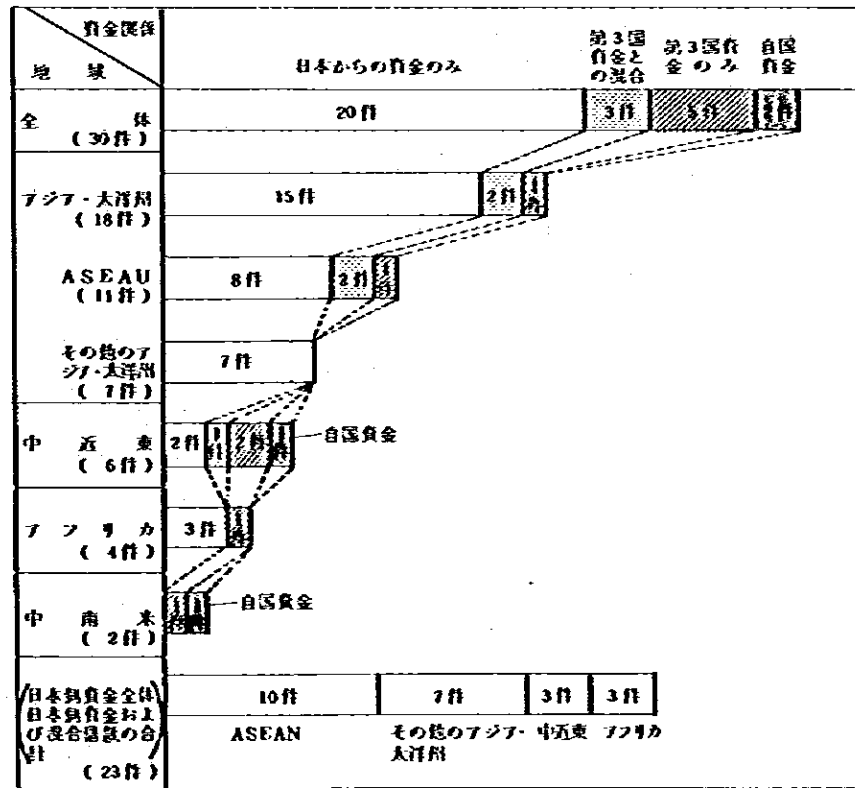 資金関係
地域
日本からの資金のみ
第3国
資金と
の混合
第3国資
金のみ
自国
資金
全体
(30件)
20件
3件
5件
アジア・太洋州
(18件)
15件
2件
ASEAU
(11件)
8件
2件
その他のア
ジア・太洋州
(7件)
7件
中近東
(6件)
2件
2件
自国資金
アフリカ
(4件)
3件
中南米
(2件)
自国資金
日本側資金全体
日本側資金およ
び混合
の合
計
(23件)
10件
7件
3件
3件
ASEAN
その他のアジア・
太洋州
中近東
アフリカ